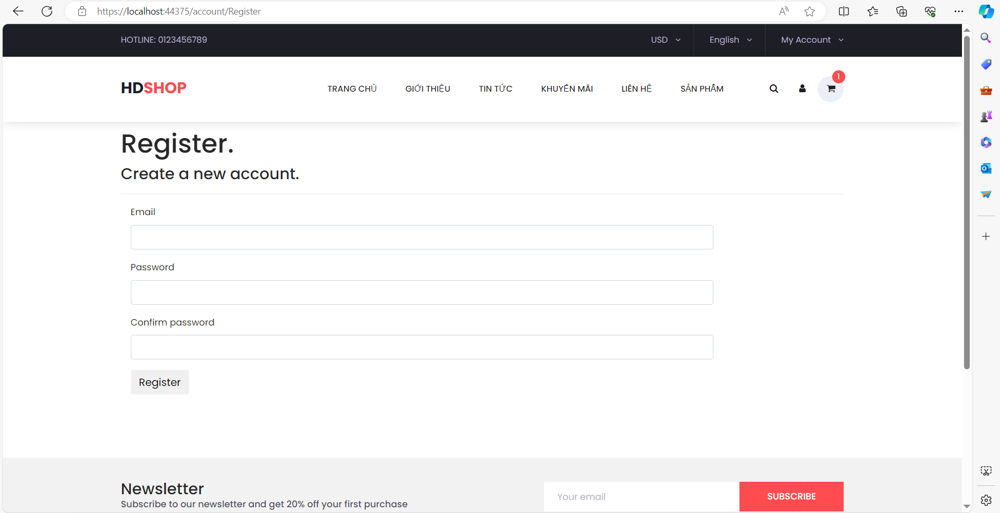 https://localhost:44375/account/Register
HOTLINE: 0123456789
USD
English
My Account
HDSHOP
TRANG CHỦ
GIỚI THIỆU
TIN TỨC
KHUYẾN MÃI
LIÊN HỆ
SẢN PHẨM
1
Register.
Create a new account.
Email
Password
Confirm password
Register
Newsletter
Subscribe to our newsletter and get 20% off your first purchase
Your email
SUBSCRIBE